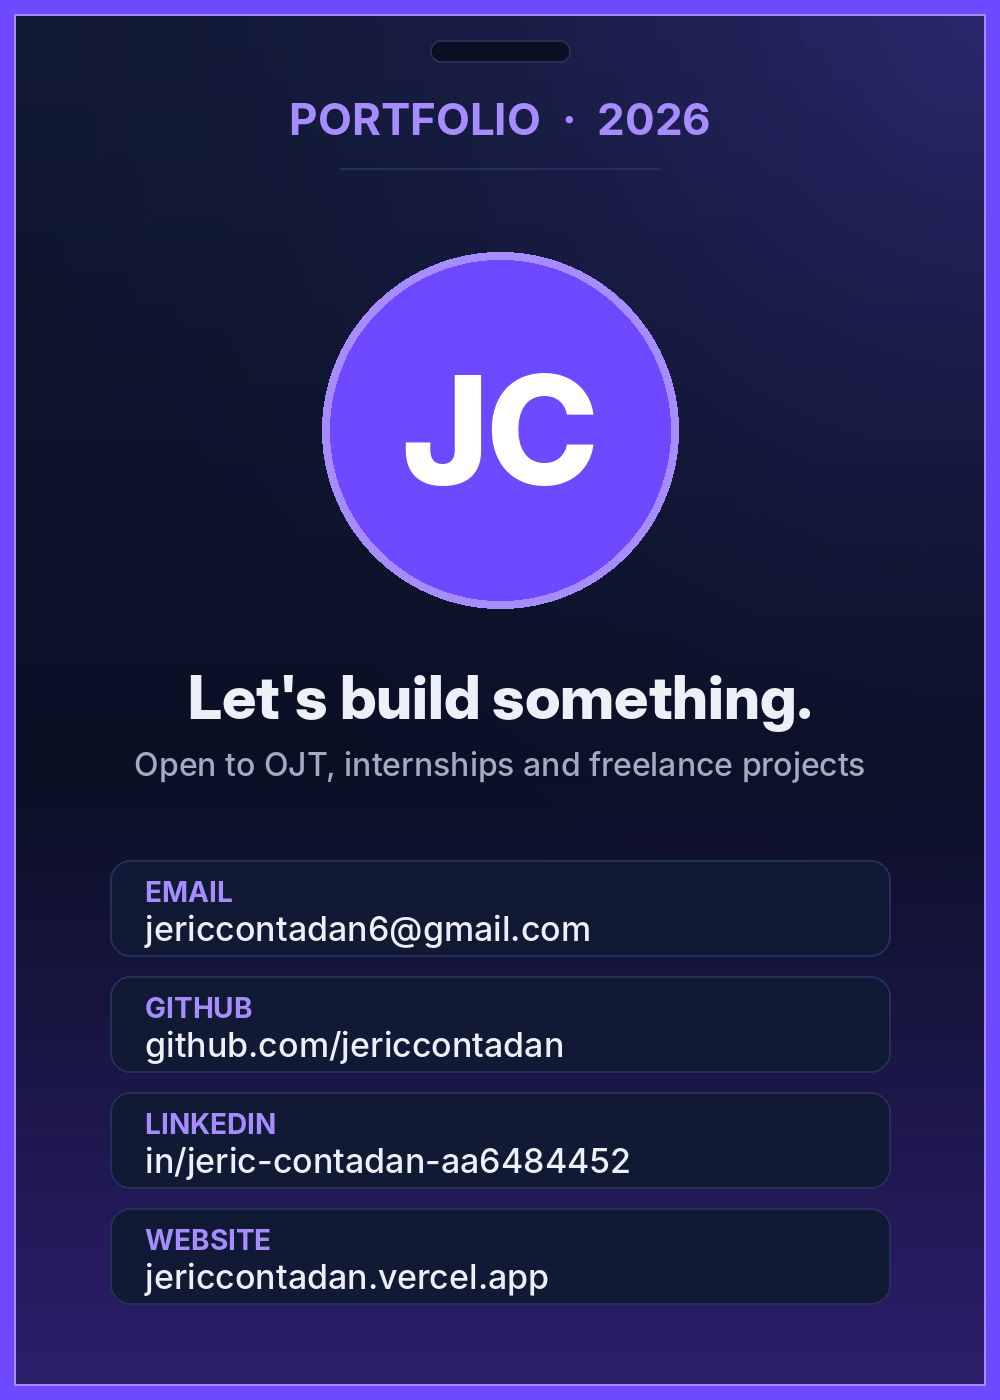 PORTFOLIO · 2026
JC
Let's build something.
Open to OJT, internships and freelance projects
EMAIL
jericcontadan6@gmail.com
GITHUB
github.com/jericcontadan
LINKEDIN
in/jeric-contadan-aa6484452
WEBSITE
jericcontadan.vercel.app